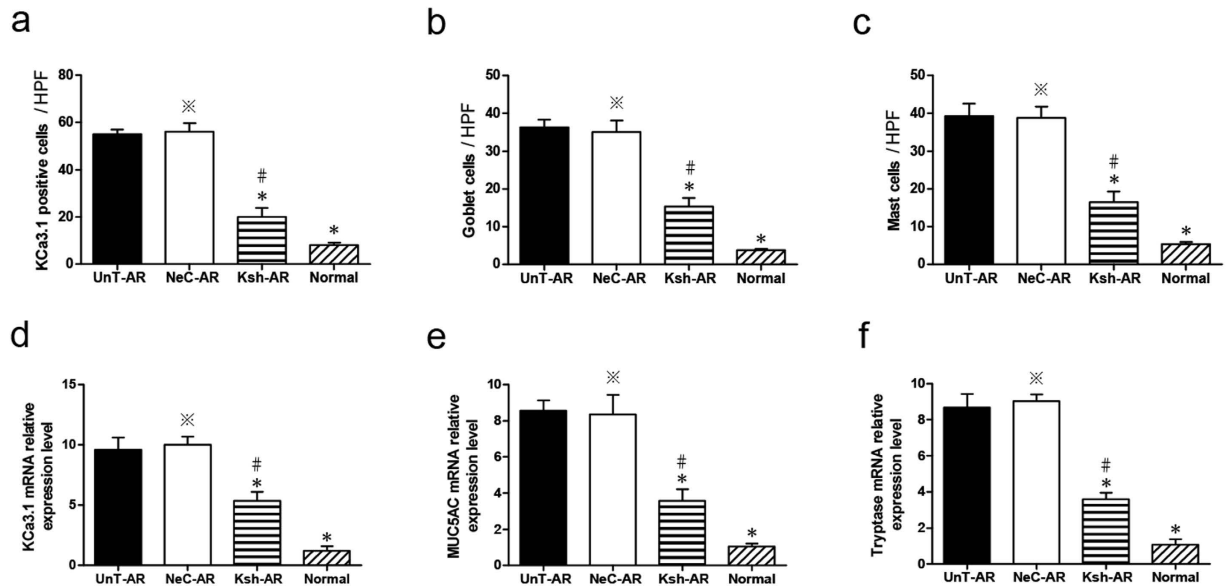 a
KCa3.1 positive cells / HPF
80
60
40
20
0
※
#
*
*
UnT-AR NeC-AR Ksh-AR Normal
b
Goblet cells / HPF
50
40
30
20
10
0
※
#
*
*
UnT-AR NeC-AR Ksh-AR Normal
c
Mast cells / HPF
50
40
30
20
10
0
※
#
*
*
UnT-AR NeC-AR Ksh-AR Normal
d
KCa3.1 mRNA relative
expression level
15
10
5
0
※
#
*
*
UnT-AR NeC-AR Ksh-AR Normal
e
MUC5AC mRNA relative
expression level
10
8
6
4
2
0
※
#
*
*
UnT-AR NeC-AR Ksh-AR Normal
f
Tryptase mRNA relative
expression level
10
8
6
4
2
0
※
#
*
*
UnT-AR NeC-AR Ksh-AR Normal